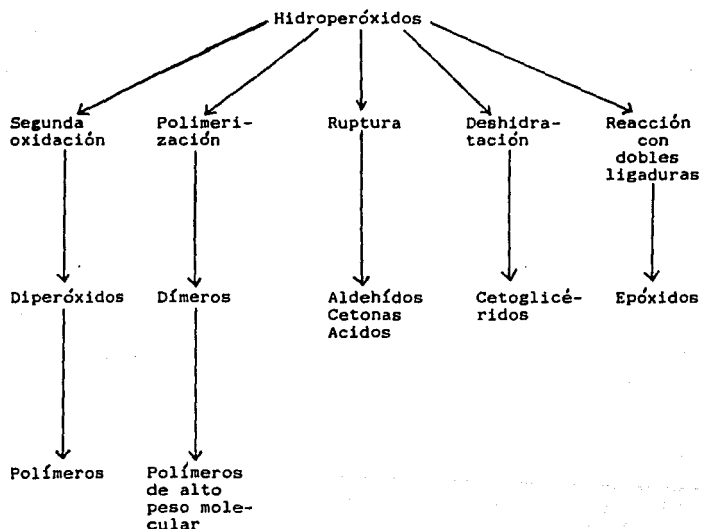 Hidroperóxidos
Segunda
oxidación
Polimeri-
zación
Ruptura
Deshidra-
tación
Reacción
con
dobles
ligaduras
Diperóxidos
Dímeros
Aldehídos
Cetonas
Acidos
Cetoglicé-
ridos
Epóxidos
Polímeros
Polímeros
de alto
peso mole-
cular